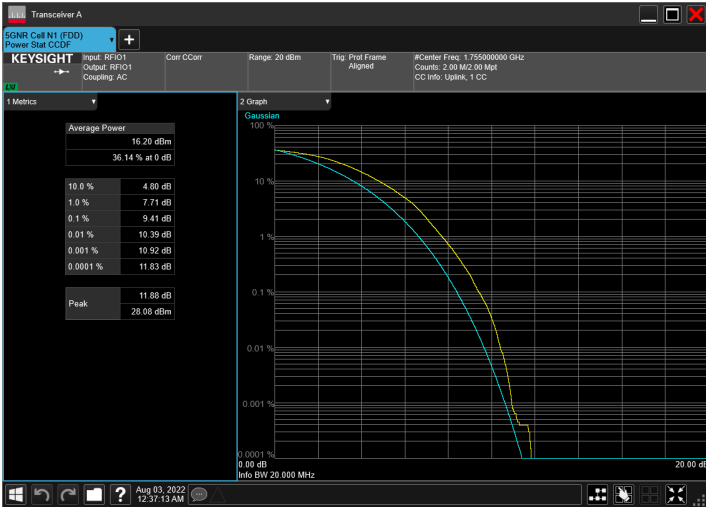 Transceiver A
5GNR Cell N1 (FDD)
Power Stat CCDF
KEYSIGHT
LXI
Input: RFIO1
Output: RFIO1
Coupling: AC
Corr CCorr
Range: 20 dBm
Trig: Prot Frame
Aligned
#Center Freq: 1.755000000 GHz
Counts: 2.00 M/2.00 Mpt
CC Info: Uplink, 1 CC
1 Metrics
Average Power
16.20 dBm
36.14 % at 0 dB
10.0 % 4.80 dB
1.0 % 7.71 dB
0.1 % 9.41 dB
0.01 % 10.39 dB
0.001 % 10.92 dB
0.0001 % 11.83 dB
Peak
11.88 dB
28.08 dBm
2 Graph
Gaussian
100 %
10 %
1 %
0.1 %
0.01 %
0.001 %
0.0001 %
0.00 dB
20.00 dB
Info BW 20.000 MHz
?
Aug 03, 2022
12:37:13 AM